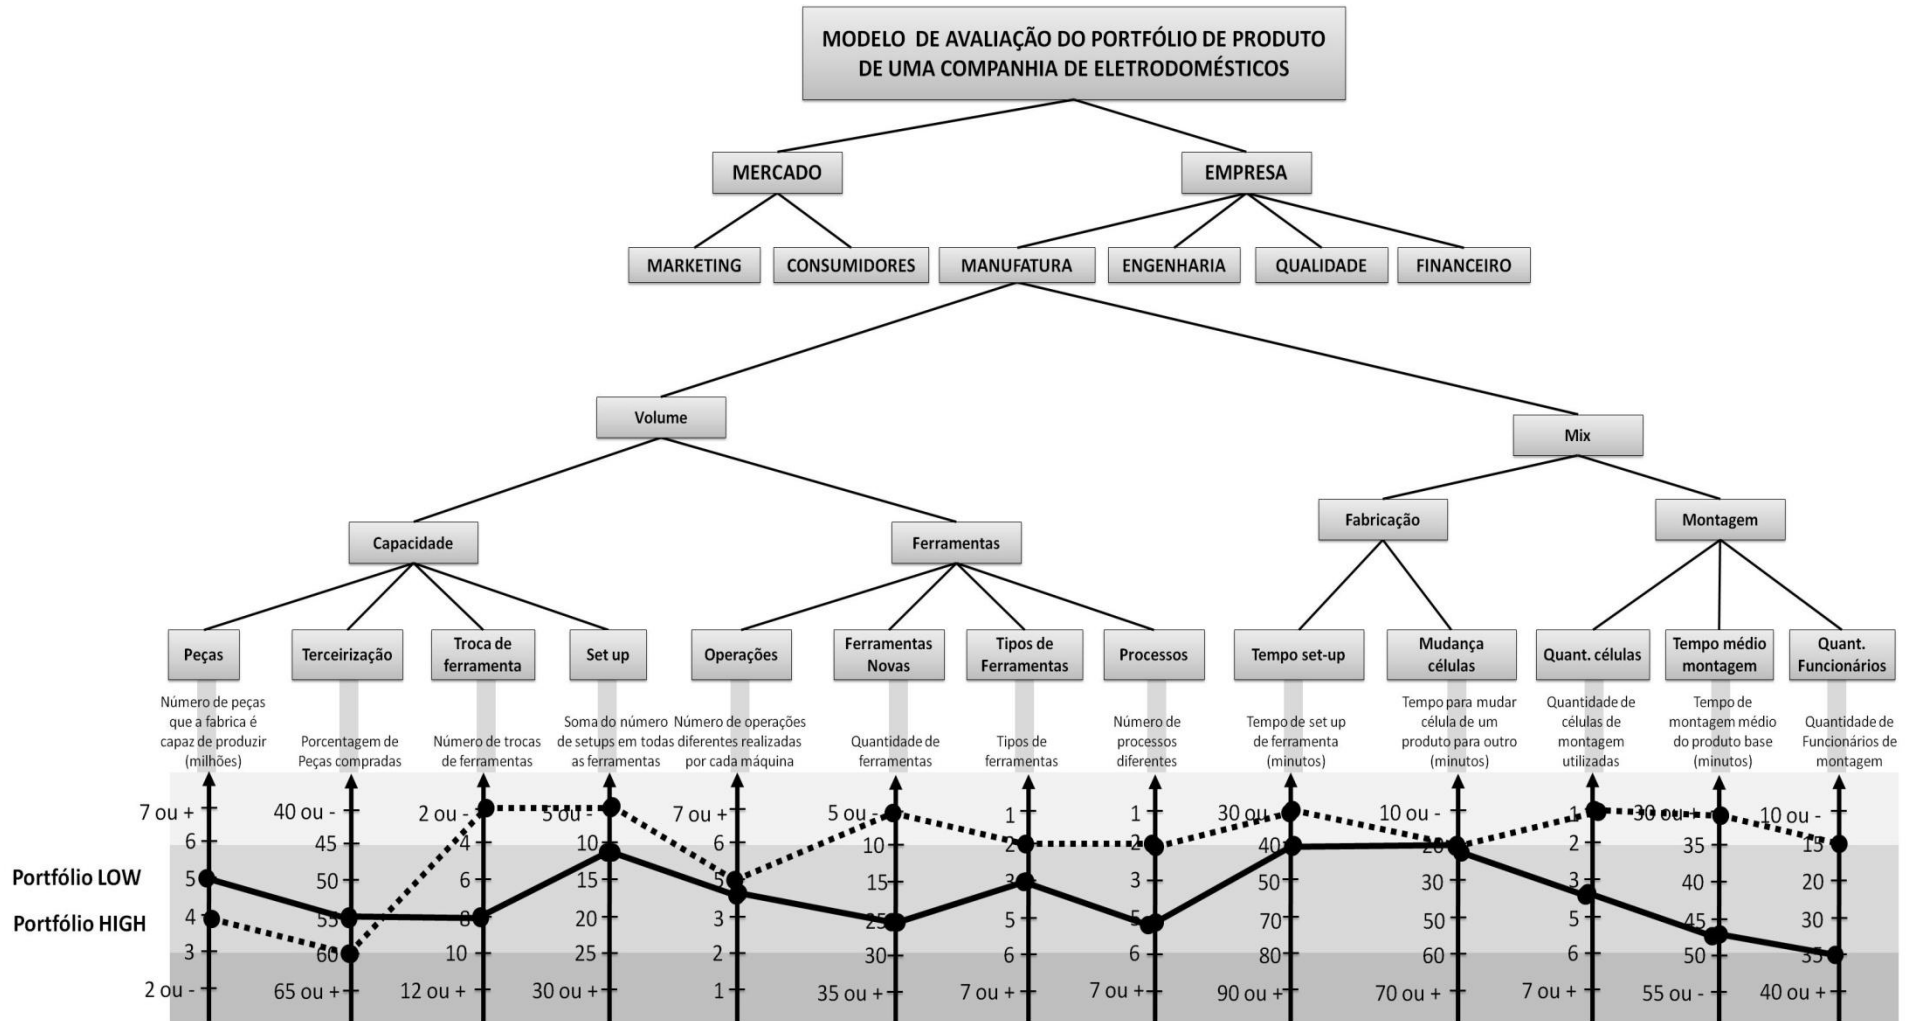 MODELO DE AVALIAÇÃO DO PORTFÓLIO DE PRODUTO
DE UMA COMPANHIA DE ELETRODOMÉSTICOS
MERCADO
EMPRESA
MARKETING
CONSUMIDORES
MANUFATURA
ENGENHARIA
QUALIDADE
FINANCEIRO
Volume
Mix
Capacidade
Ferramentas
Fabricação
Montagem
Peças
Terceirização
Troca de
ferramenta
Set up
Operações
Ferramentas
Novas
Tipos de
Ferramentas
Processos
Tempo set-up
Mudança
células
Quant. células
Tempo médio
montagem
Quant.
Funcionários
Número de peças
que a fabrica é
capaz de produzir
(milhões)
Porcentagem de
Peças compradas
Número de trocas
de ferramentas
Soma do número
de setups em todas
as ferramentas
Número de operações
diferentes realizadas
por cada máquina
Quantidade de
ferramentas
Tipos de
ferramentas
Número de
processos
diferentes
Tempo de set up
de ferramenta
(minutos)
Tempo para mudar
célula de um
produto para outro
(minutos)
Quantidade de
células de
montagem
utilizadas
Tempo de
montagem médio
do produto base
(minutos)
Quantidade de
Funcionários de
montagem
Portfólio LOW
Portfólio HIGH
7 ou +
6
5
4
3
2 ou -
40 ou -
45
50
55
60
65 ou +
2 ou -
4
6
8
10
12 ou +
5 ou -
10
15
20
25
30 ou +
7 ou +
6
5
3
2
1
5 ou -
10
15
25
30
35 ou +
1
2
3
5
6
7 ou +
1
2
3
5
6
7 ou +
30 ou -
40
50
70
80
90 ou +
10 ou -
20
30
50
60
70 ou +
1
2
3
5
6
7 ou +
30 ou +
35
40
45
50
55 ou -
10 ou -
15
20
30
35
40 ou +